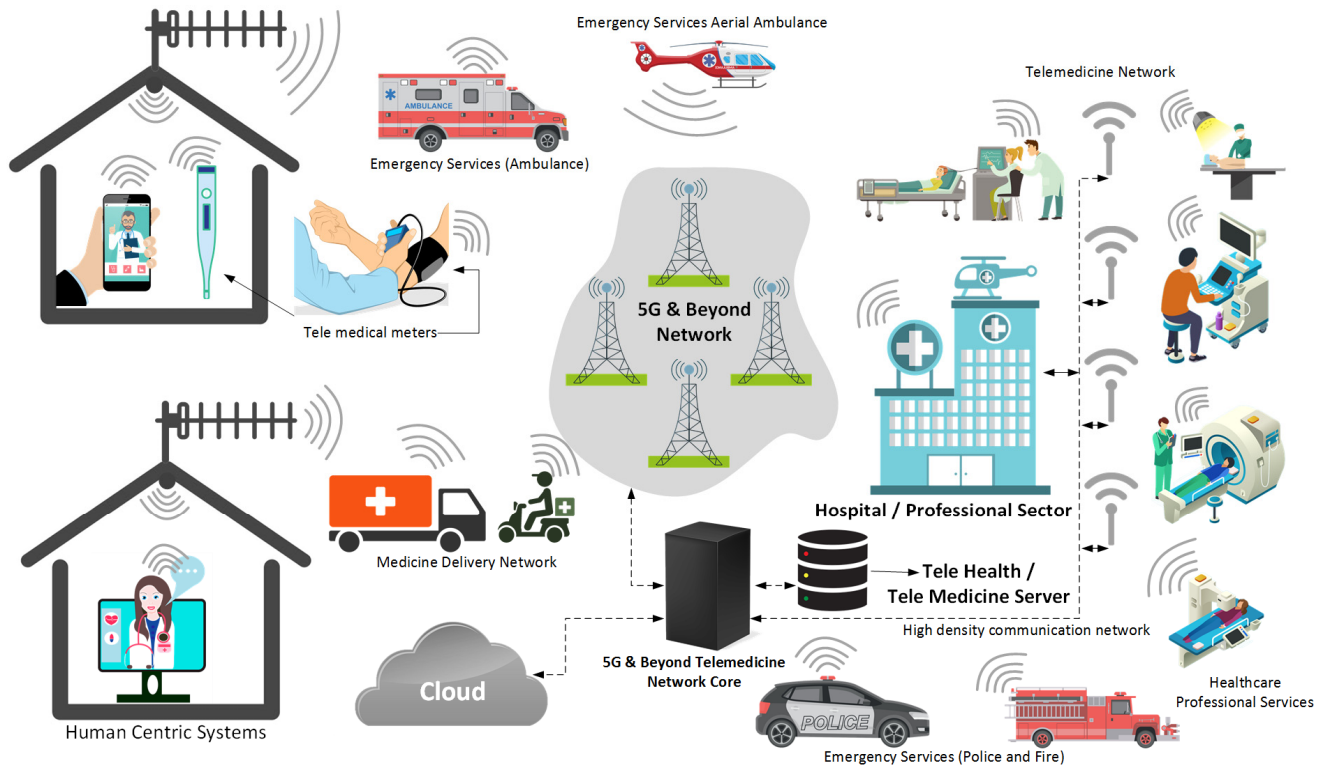 Emergency Services Aerial Ambulance
Telemedicine Network
AMBULANCE
Emergency Services (Ambulance)
5G & Beyond
Network
Tele medical meters
Hospital / Professional Sector
Medicine Delivery Network
Tele Health /
Tele Medicine Server
High density communication network
5G & Beyond Telemedicine
Network Core
Cloud
POLICE
Healthcare
Professional Services
Human Centric Systems
Emergency Services (Police and Fire)